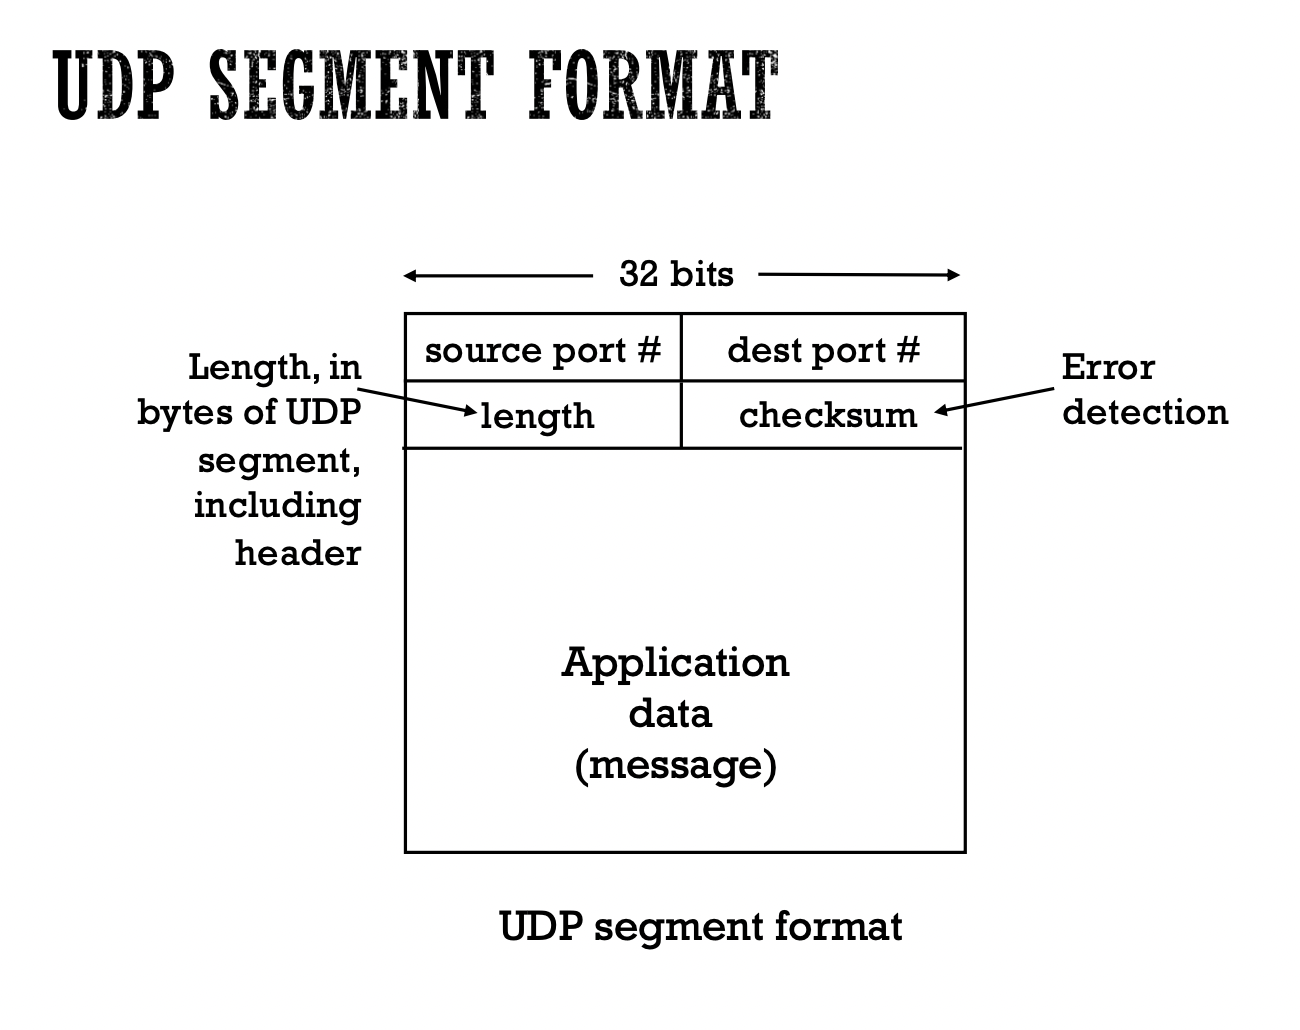 UDP SEGMENT FORMAT
32 bits
source port #
dest port #
Length, in
bytes of UDP
segment,
including
header
length
checksum
Error
detection
Application
data
(message)
UDP segment format